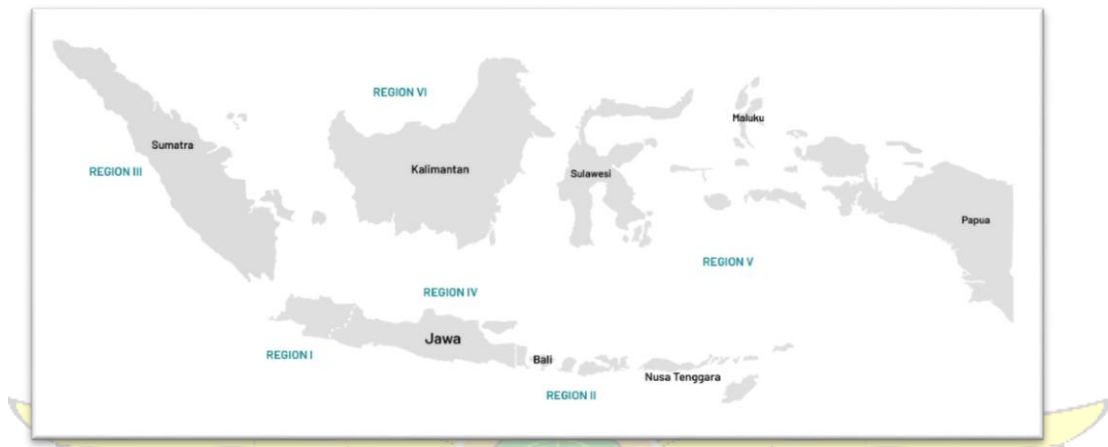 REGION VI
Maluku
Sumatra
REGION III
Kalimantan
Sulawesi
Papua
REGION V
REGION IV
Jawa
REGION I
Bali
Nusa Tenggara
REGION II